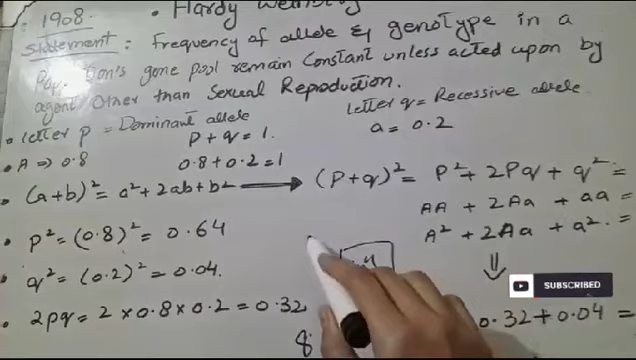 1908.
• Hardy
Statement: Frequency of allele & genotype in a
gene pool remain Constant unless acted upon by
agent Other than Sexual Reproduction.
• letter p = Dominant allele
letter q = Recessive allele.
P + q = 1.
a = 0.2
• A => 0.8
0.8 + 0.2 = 1
• (a+b)² = a² + 2ab + b² → (P+q)² = P² + 2Pq + q² =
AA + 2Aa + aa =
A² + 2Aa + a² =
• p² = (0.8)² = 0.64
• q² = (0.2)² = 0.04.
• 2pq = 2 × 0.8 × 0.2 = 0.32
0.32 + 0.04 =
8
SUBSCRIBED